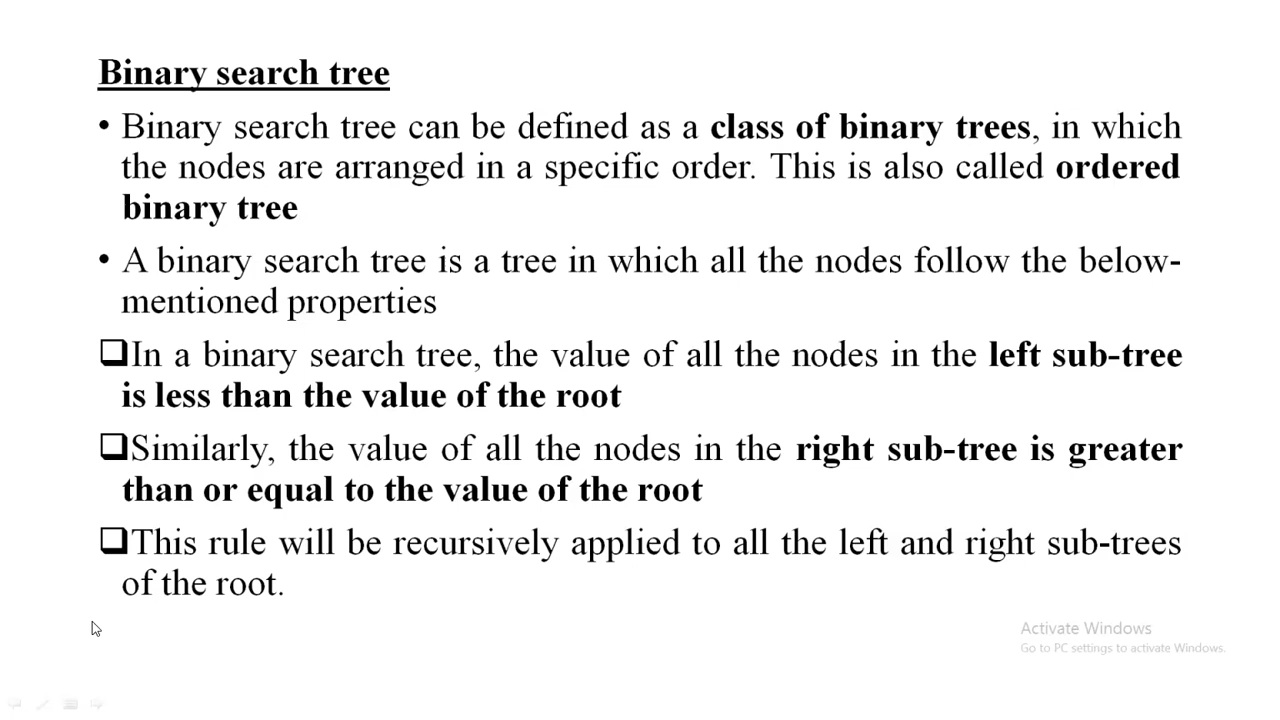 Binary search tree
• Binary search tree can be defined as a class of binary trees, in which
the nodes are arranged in a specific order. This is also called ordered
binary tree
• A binary search tree is a tree in which all the nodes follow the below-
mentioned properties
❑In a binary search tree, the value of all the nodes in the left sub-tree
is less than the value of the root
❑Similarly, the value of all the nodes in the right sub-tree is greater
than or equal to the value of the root
❑This rule will be recursively applied to all the left and right sub-trees
of the root.
Activate Windows
Go to PC settings to activate Windows.